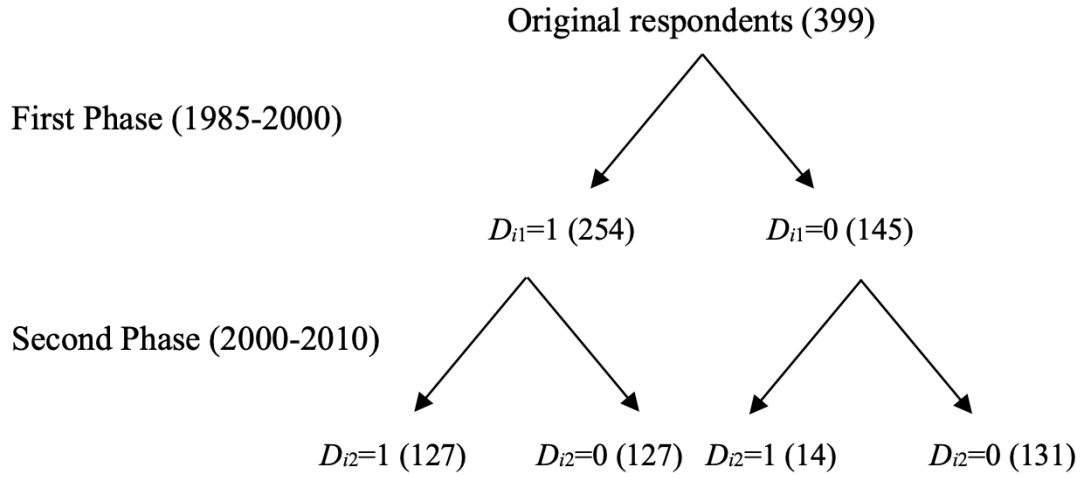 Original respondents (399)
First Phase (1985-2000)
Di1=1 (254) Di1=0 (145)
Second Phase (2000-2010)
Di2=1 (127) Di2=0 (127) Di2=1 (14) Di2=0 (131)